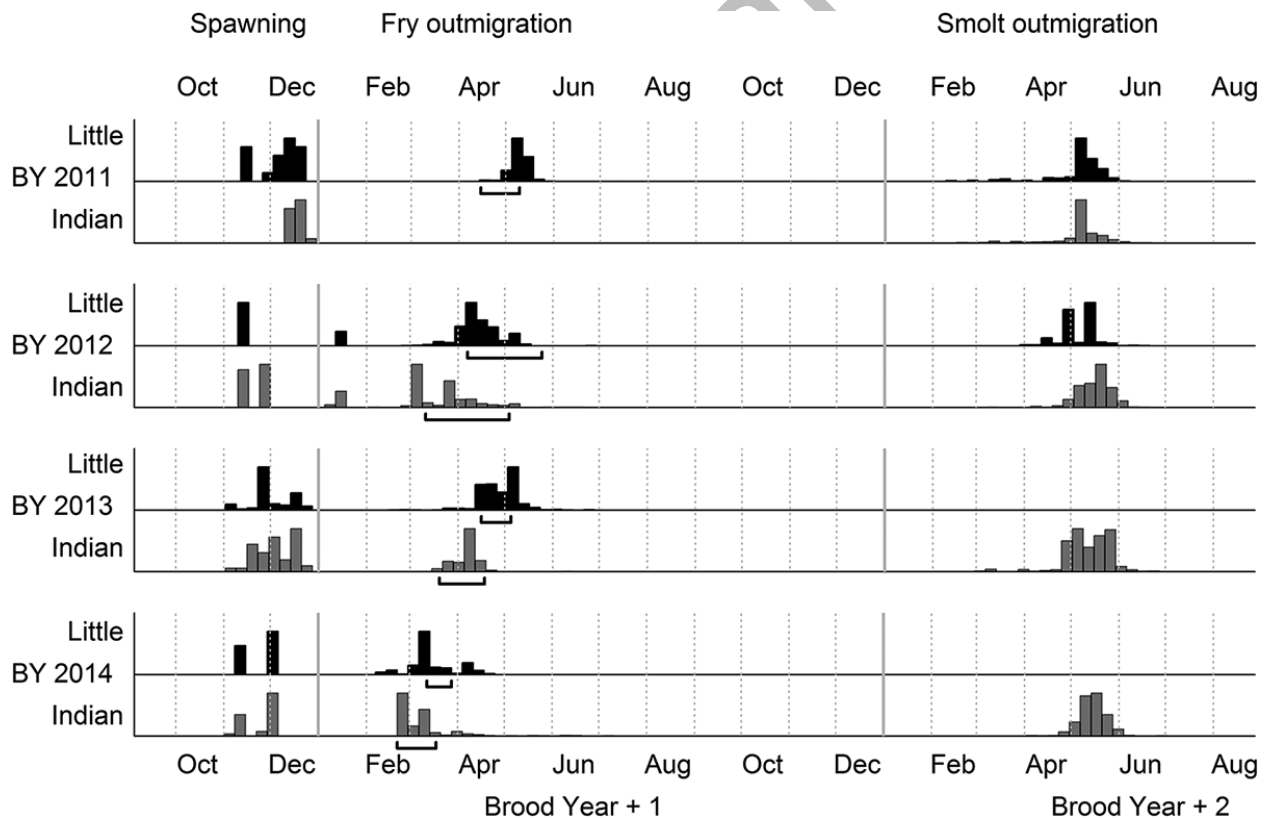 Spawning Fry outmigration Smolt outmigration
Oct Dec Feb Apr Jun Aug Oct Dec Feb Apr Jun Aug
Little
BY 2011
Indian
Little
BY 2012
Indian
Little
BY 2013
Indian
Little
BY 2014
Indian
Oct Dec Feb Apr Jun Aug Oct Dec Feb Apr Jun Aug
Brood Year + 1 Brood Year + 2